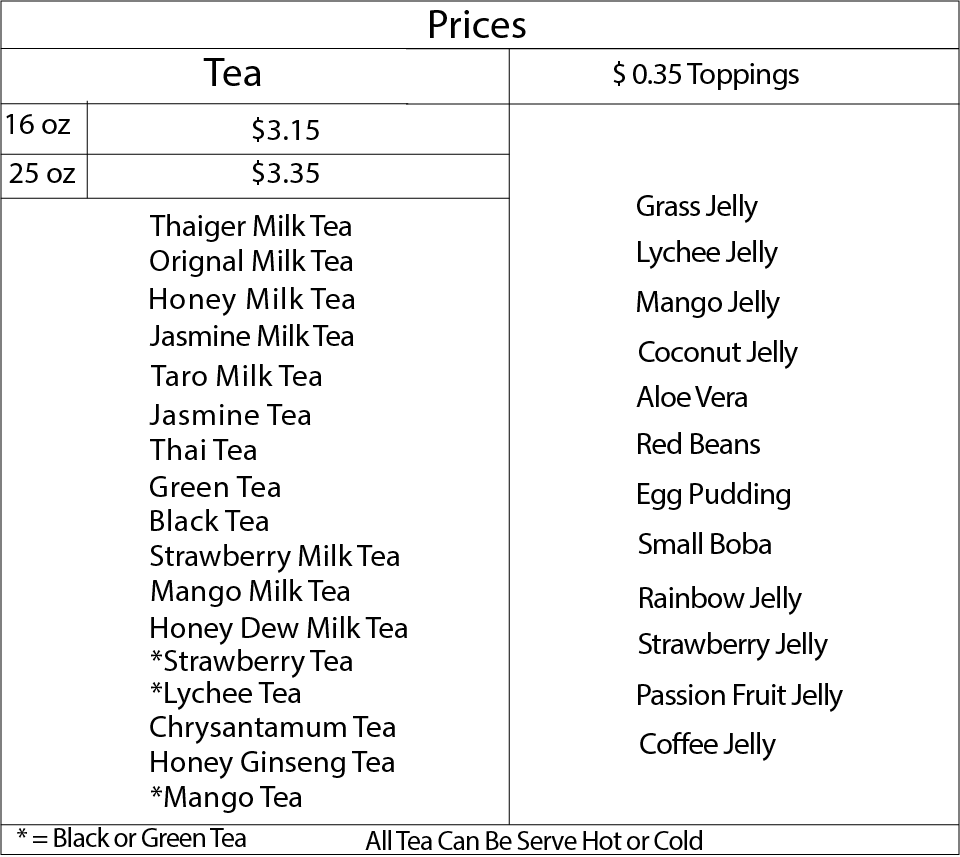 Prices
Tea
$ 0.35 Toppings
16 oz
$3.15
25 oz
$3.35
Thaiger Milk Tea
Orignal Milk Tea
Honey Milk Tea
Jasmine Milk Tea
Taro Milk Tea
Jasmine Tea
Thai Tea
Green Tea
Black Tea
Strawberry Milk Tea
Mango Milk Tea
Honey Dew Milk Tea
*Strawberry Tea
*Lychee Tea
Chrysantamum Tea
Honey Ginseng Tea
*Mango Tea
Grass Jelly
Lychee Jelly
Mango Jelly
Coconut Jelly
Aloe Vera
Red Beans
Egg Pudding
Small Boba
Rainbow Jelly
Strawberry Jelly
Passion Fruit Jelly
Coffee Jelly
* = Black or Green Tea
All Tea Can Be Serve Hot or Cold